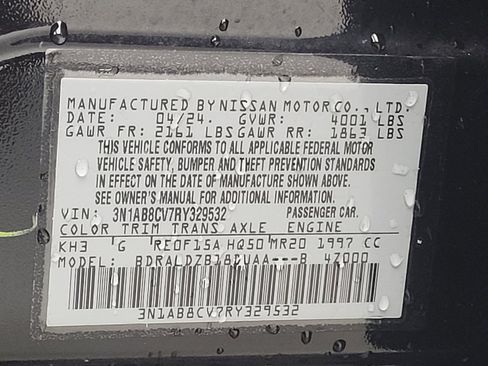 MANUFACTURED BY NISSAN MOTOR CO., LTD.
DATE: 04/24. GVWR: 4001 LBS
GAWR FR: 2161 LBS GAWR RR: 1863 LBS
THIS VEHICLE CONFORMS TO ALL APPLICABLE FEDERAL MOTOR
VEHICLE SAFETY, BUMPER AND THEFT PREVENTION STANDARDS
IN EFFECT ON THE DATE OF MANUFACTURE SHOWN ABOVE.
SEE OWNER'S MANUAL FOR ADDITIONAL INFORMATION.
VIN: 3N1AB8CV7RY329532 PASSENGER CAR.
COLOR TRIM TRANS AXLE ENGINE
KH3 G RE0F15A HQ50 MR20 1997 CC
MODEL: 47000
3N1AB8CV7RY329532